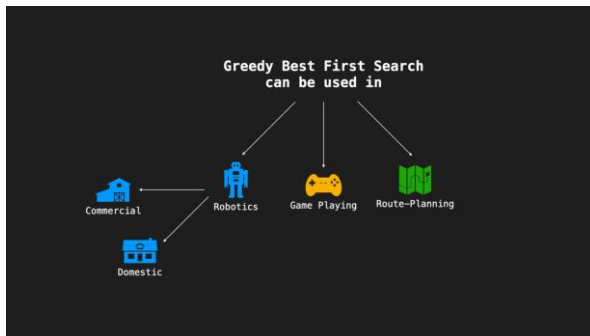 Greedy Best First Search
can be used in
Commercial
Robotics
Game Playing
Route-Planning
Domestic